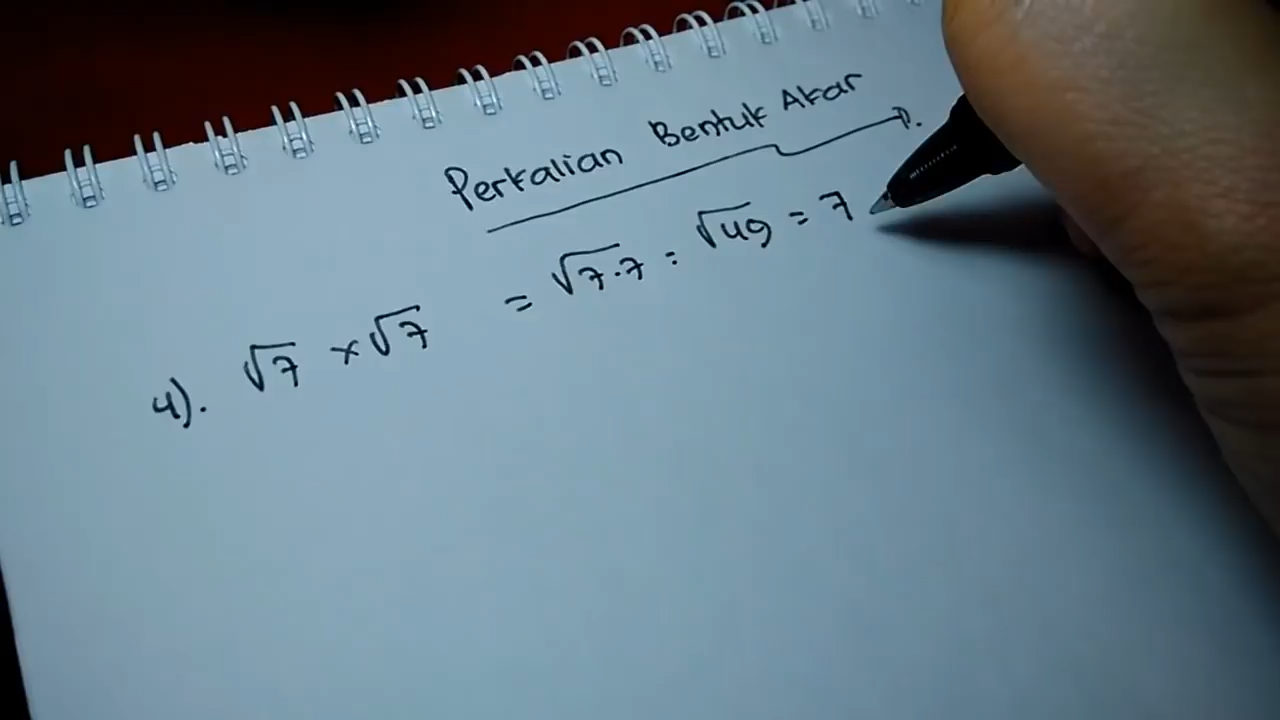 Perkalian Bentuk Akar
4). √7 × √7 = √7.7 = √49 = 7